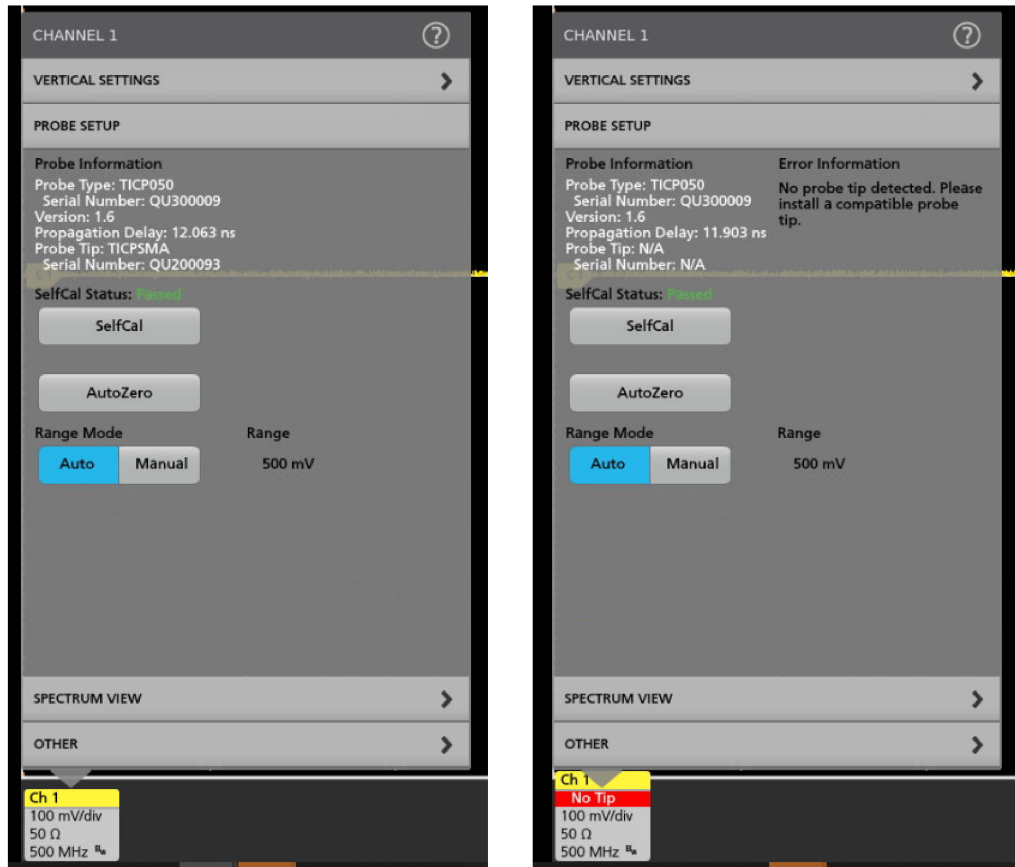 CHANNEL 1
?
VERTICAL SETTINGS
PROBE SETUP
Probe Information
Probe Type: TICP050
Serial Number: QU300009
Version: 1.6
Propagation Delay: 12.063 ns
Probe Tip: TICPSMA
Serial Number: QU200093
SelfCal Status: Passed
SelfCal
AutoZero
Range Mode
Range
Auto
Manual
500 mV
SPECTRUM VIEW
OTHER
Ch 1
100 mV/div
50 Ω
500 MHz Bw
CHANNEL 1
?
VERTICAL SETTINGS
PROBE SETUP
Probe Information
Probe Type: TICP050
Serial Number: QU300009
Version: 1.6
Propagation Delay: 11.903 ns
Probe Tip: N/A
Serial Number: N/A
Error Information
No probe tip detected. Please
install a compatible probe
tip.
SelfCal Status: Passed
SelfCal
AutoZero
Range Mode
Range
Auto
Manual
500 mV
SPECTRUM VIEW
OTHER
Ch 1
No Tip
100 mV/div
50 Ω
500 MHz Bw